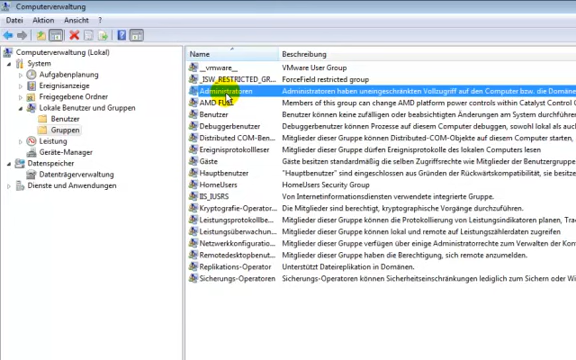 Computerverwaltung
Datei Aktion Ansicht ?
Computerverwaltung (Lokal)
System
Aufgabenplanung
Ereignisanzeige
Freigegebene Ordner
Lokale Benutzer und Gruppen
Benutzer
Gruppen
Leistung
Geräte-Manager
Datenspeicher
Datenträgerverwaltung
Dienste und Anwendungen
Name Beschreibung
__vmware__ VMware User Group
_ISW_RESTRICTED_GR... ForceField restricted group
Administratoren Administratoren haben uneingeschränkten Vollzugriff auf den Computer bzw. die Domäne
AMD FUEL Members of this group can change AMD platform power controls within Catalyst Control C
Benutzer Benutzer können keine zufälligen oder beabsichtigten Änderungen am System durchführ
Debuggerbenutzer Debuggerbenutzer können Prozesse auf diesem Computer debuggen, sowohl lokal als au
Distributed COM-Ben... Mitglieder dieser Gruppe können Distributed-COM-Objekte auf diesem Computer starten,
Ereignisprotokollleser Mitglieder dieser Gruppe dürfen Ereignisprotokolle des lokalen Computers lesen
Gäste Gäste besitzen standardmäßig die selben Zugriffsrechte wie Mitglieder der Benutzergrupp
Hauptbenutzer "Hauptbenutzer" sind eingeschlossen aus Gründen der Rückwärtskompatibilität, sie besitze
HomeUsers HomeUsers Security Group
IIS_IUSRS Von Internetinformationsdiensten verwendete integrierte Gruppe.
Kryptografie-Operator... Die Mitglieder sind berechtigt, kryptographische Vorgänge durchzuführen.
Leistungsprotokollbe... Mitglieder dieser Gruppe können die Protokollierung von Leistungsindikatoren planen, Tra
Leistungsüberwachun... Mitglieder dieser Gruppe können lokal und remote auf Leistungszählerdaten zugreifen
Netzwerkkonfiguratio... Mitglieder dieser Gruppe verfügen über einige Administratorrechte zum Verwalten der Kon
Remotedesktopbenut... Mitglieder dieser Gruppe haben die Berechtigung, sich remote anzumelden.
Replikations-Operator Unterstützt Dateireplikation in Domänen.
Sicherungs-Operatoren Sicherungsoperatoren können Sicherheitseinschränkungen lediglich zum Sichern oder Wi